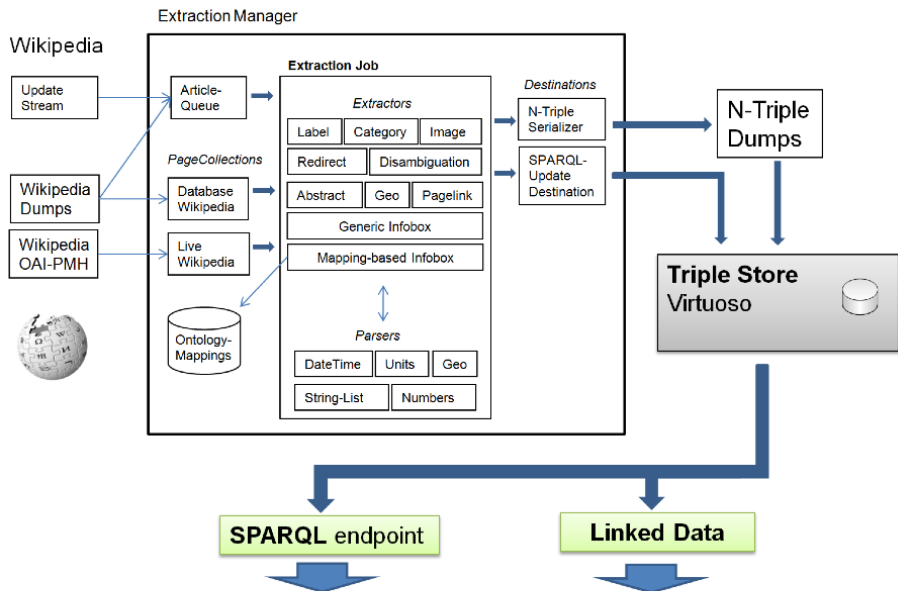 Extraction Manager
Wikipedia
Update
Stream
Wikipedia
Dumps
Wikipedia
OAI-PMH
Article-
Queue
PageCollections
Database
Wikipedia
Live
Wikipedia
Ontology-
Mappings
Extraction Job
Extractors
Label
Category
Image
Redirect
Disambiguation
Abstract
Geo
Pagelink
Generic Infobox
Mapping-based Infobox
Parsers
DateTime
Units
Geo
String-List
Numbers
Destinations
N-Triple
Serializer
SPARQL-
Update
Destination
N-Triple
Dumps
Triple Store
Virtuoso
SPARQL endpoint
Linked Data